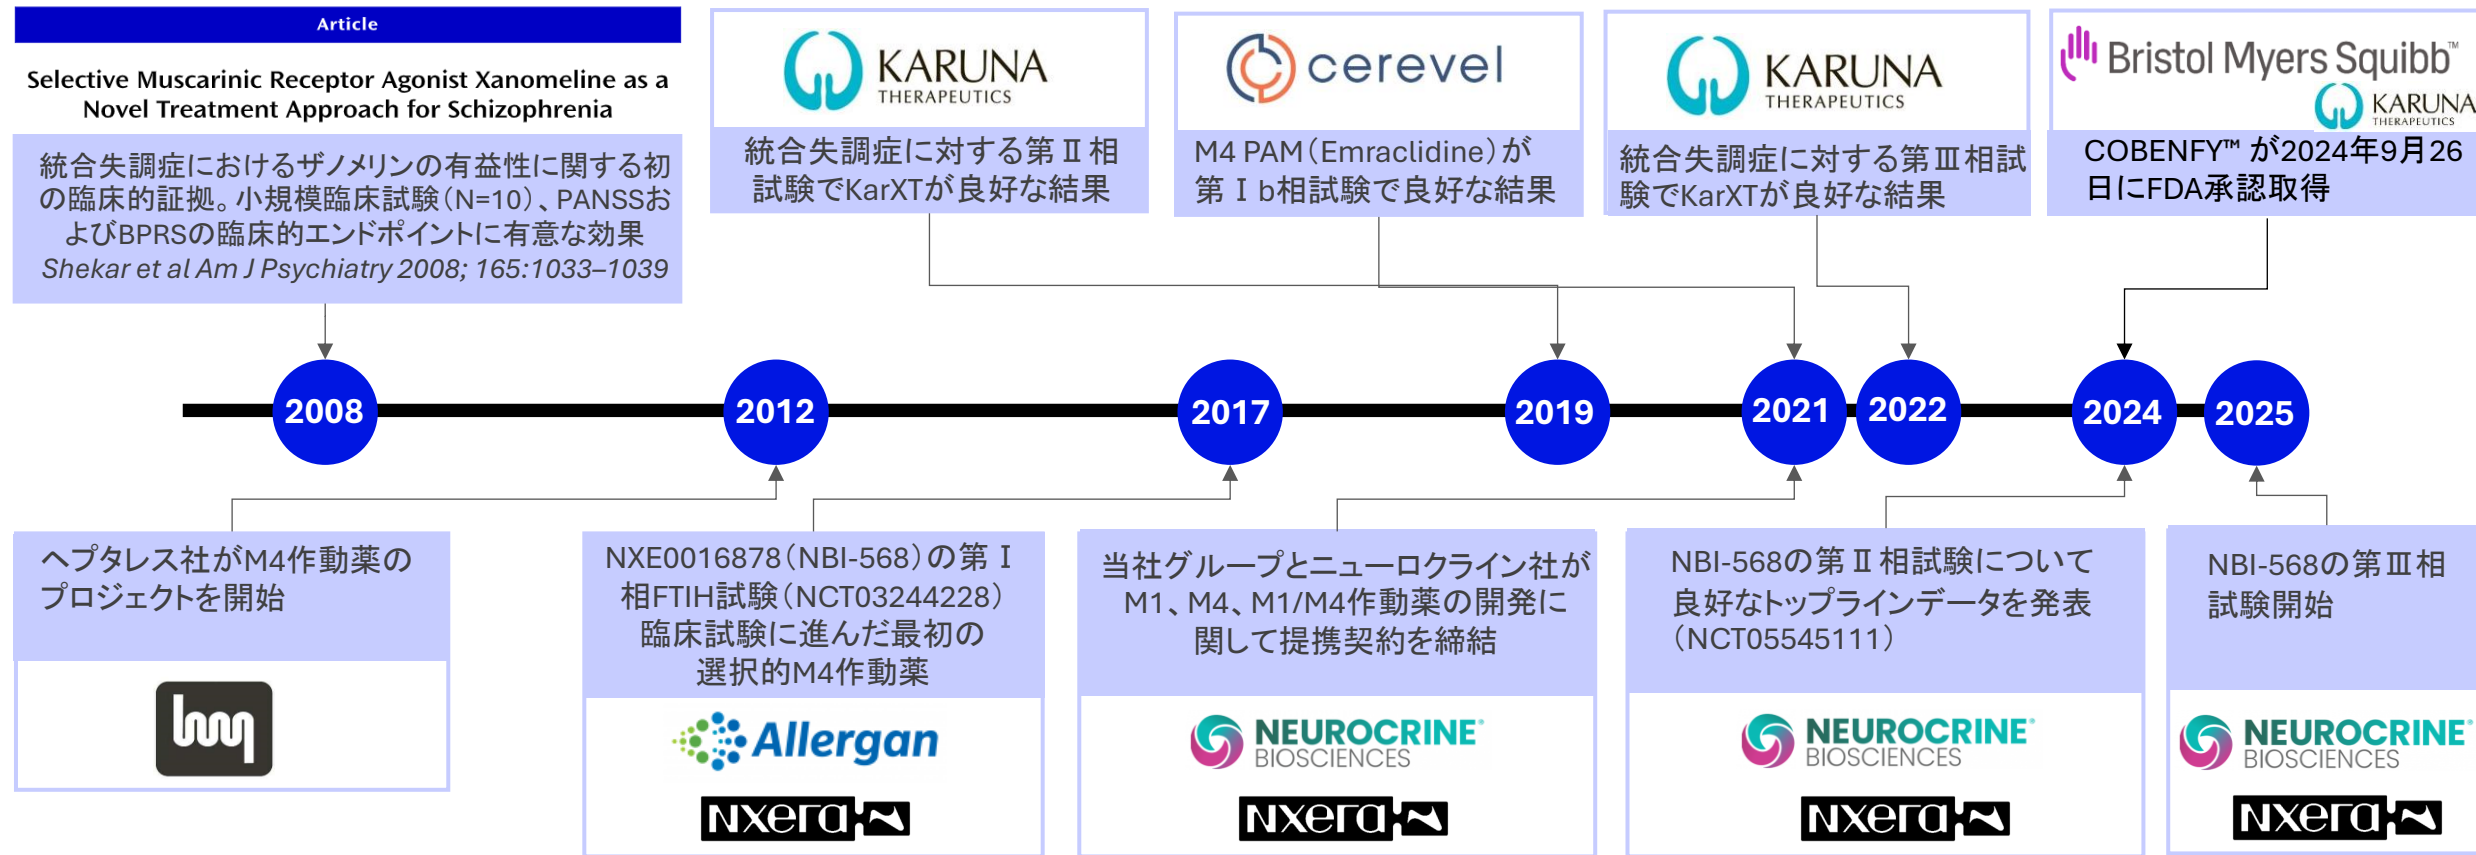 Article
Selective Muscarinic Receptor Agonist Xanomeline as a
Novel Treatment Approach for Schizophrenia
統合失調症におけるザノメリンの有益性に関する初
の臨床的証拠。小規模臨床試験（N=10）、PANSSお
よびBPRSの臨床的エンドポイントに有意な効果
Shekar et al Am J Psychiatry 2008; 165:1033–1039
KARUNA
THERAPEUTICS
統合失調症に対する第Ⅱ相
試験でKarXTが良好な結果
cerevel
M4 PAM（Emraclidine）が
第Ⅰb相試験で良好な結果
KARUNA
THERAPEUTICS
統合失調症に対する第Ⅲ相試
験でKarXTが良好な結果
Bristol Myers Squibb™
KARUNA
THERAPEUTICS
COBENFY™ が2024年9月26
日にFDA承認取得
2008
2012
2017
2019
2021
2022
2024
2025
ヘプタレス社がM4作動薬の
プロジェクトを開始
NXE0016878（NBI-568）の第Ⅰ
相FTIH試験（NCT03244228）
臨床試験に進んだ最初の
選択的M4作動薬
Allergan
NXera
当社グループとニューロクライン社が
M1、M4、M1/M4作動薬の開発に
関して提携契約を締結
NEUROCRINE®
BIOSCIENCES
NXera
NBI-568の第Ⅱ相試験について
良好なトップラインデータを発表
（NCT05545111）
NEUROCRINE®
BIOSCIENCES
NXera
NBI-568の第Ⅲ相
試験開始
NEUROCRINE®
BIOSCIENCES
NXera